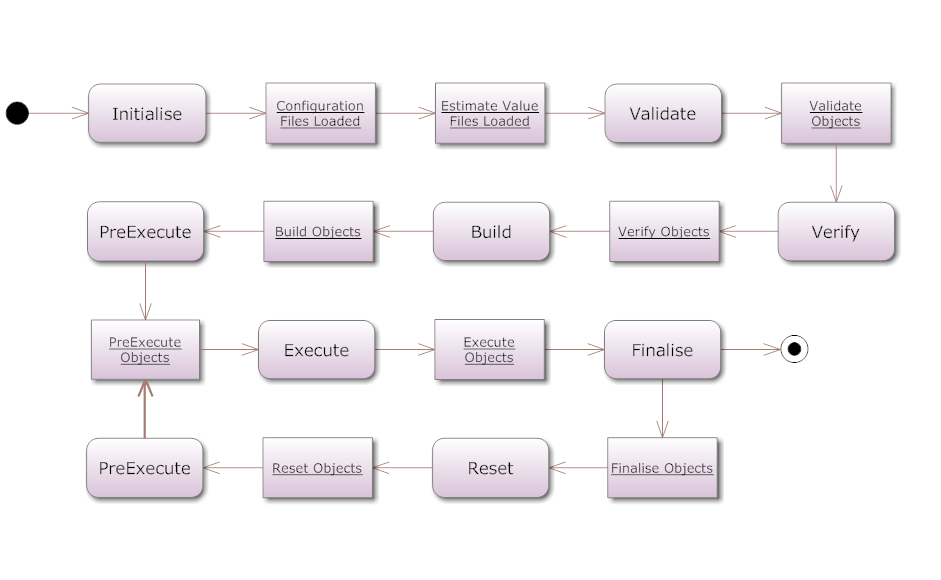 Initialise
Configuration
Files Loaded
Estimate Value
Files Loaded
Validate
Validate
Objects
PreExecute
Build Objects
Build
Verify Objects
Verify
PreExecute
Objects
Execute
Execute
Objects
Finalise
PreExecute
Reset Objects
Reset
Finalise Objects